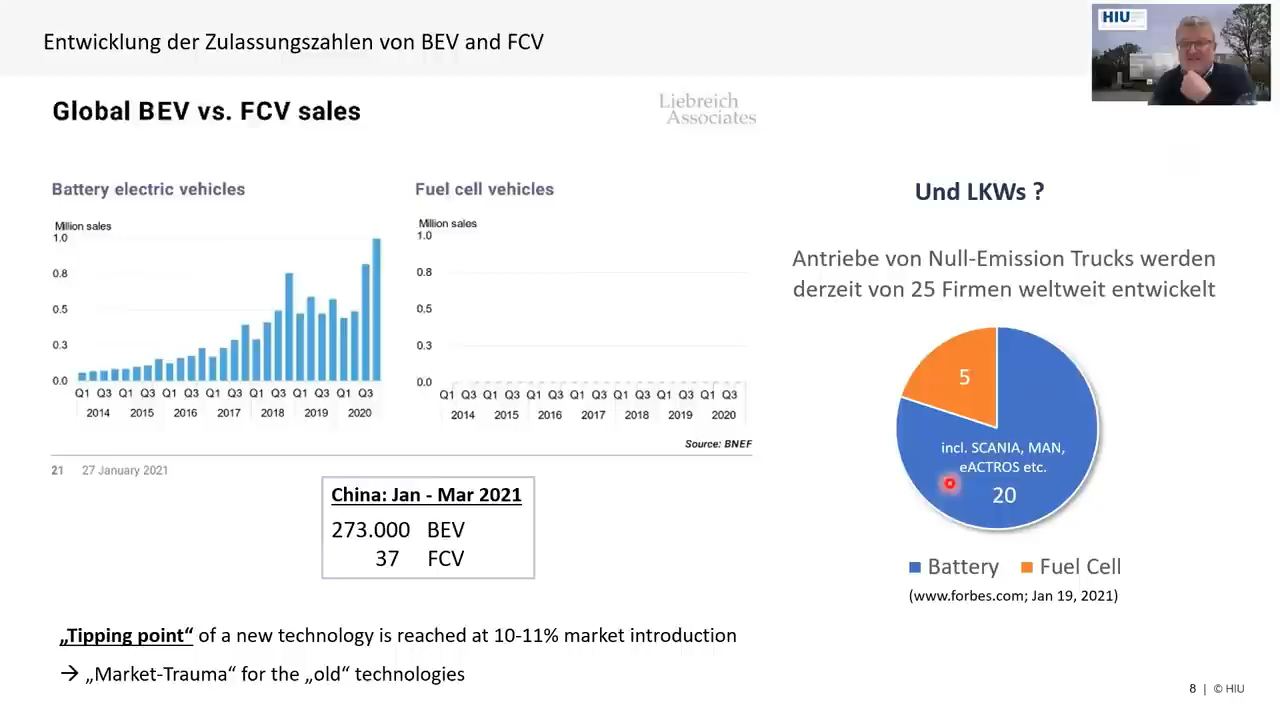 Entwicklung der Zulassungszahlen von BEV and FCV
HIU
Global BEV vs. FCV sales
Liebreich
Associates
Battery electric vehicles
Million sales
1.0
0.8
0.5
0.3
0.0
Q1 Q3 Q1 Q3 Q1 Q3 Q1 Q3 Q1 Q3 Q1 Q3 Q1 Q3
2014 2015 2016 2017 2018 2019 2020
Fuel cell vehicles
Million sales
1.0
0.8
0.5
0.3
0.0
Q1 Q3 Q1 Q3 Q1 Q3 Q1 Q3 Q1 Q3 Q1 Q3 Q1 Q3
2014 2015 2016 2017 2018 2019 2020
Source: BNEF
21 27 January 2021
China: Jan - Mar 2021
273.000 BEV
37 FCV
„Tipping point“ of a new technology is reached at 10-11% market introduction
→ „Market-Trauma“ for the „old“ technologies
Und LKWs ?
Antriebe von Null-Emission Trucks werden
derzeit von 25 Firmen weltweit entwickelt
5
incl. SCANIA, MAN,
eACTROS etc.
20
Battery Fuel Cell
(www.forbes.com; Jan 19, 2021)
8 | © HIU